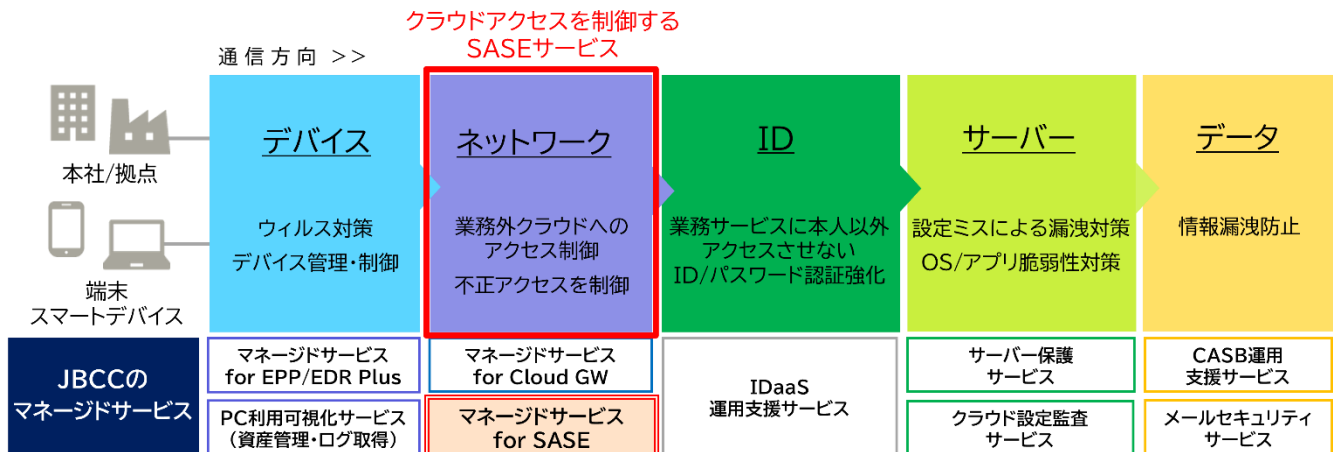 クラウドアクセスを制御する
SASEサービス
通信方向 >>
本社/拠点
端末
スマートデバイス
デバイス
ウィルス対策
デバイス管理・制御
ネットワーク
業務外クラウドへの
アクセス制御
不正アクセスを制御
ID
業務サービスに本人以外
アクセスさせない
ID/パスワード認証強化
サーバー
設定ミスによる漏洩対策
OS/アプリ脆弱性対策
データ
情報漏洩防止
JBCCの
マネージドサービス
マネージドサービス
for EPP/EDR Plus
PC利用可視化サービス
(資産管理・ログ取得)
マネージドサービス
for Cloud GW
マネージドサービス
for SASE
IDaaS
運用支援サービス
サーバー保護
サービス
クラウド設定監査
サービス
CASB運用
支援サービス
メールセキュリティ
サービス